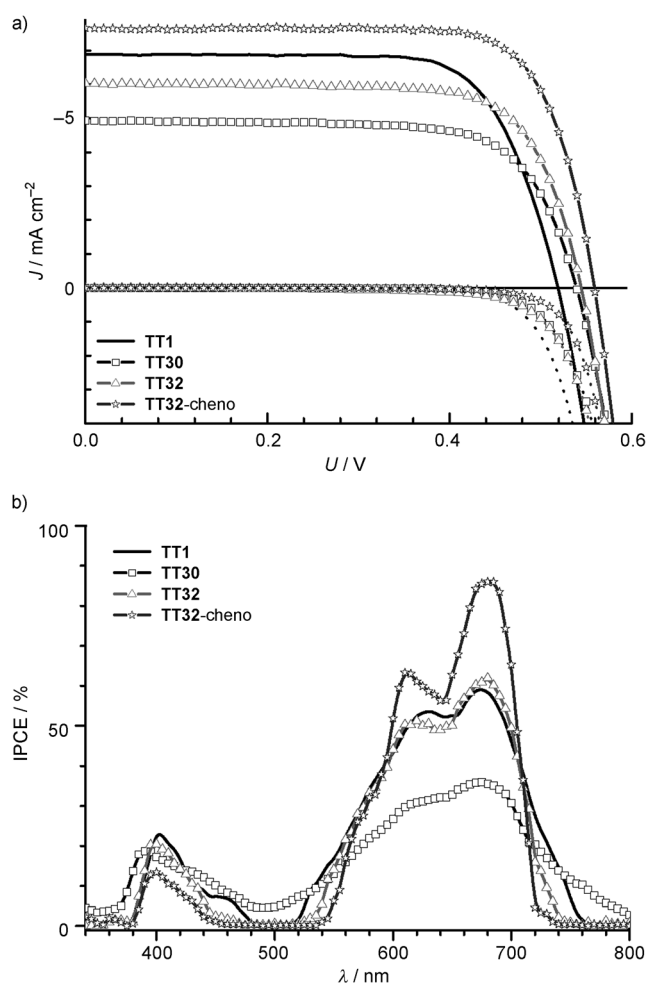 a)
–5
0
J / mA cm–2
TT1
TT30
TT32
TT32-cheno
0.0
0.2
0.4
0.6
U / V
b)
100
50
0
IPCE / %
TT1
TT30
TT32
TT32-cheno
400
500
600
700
800
λ / nm